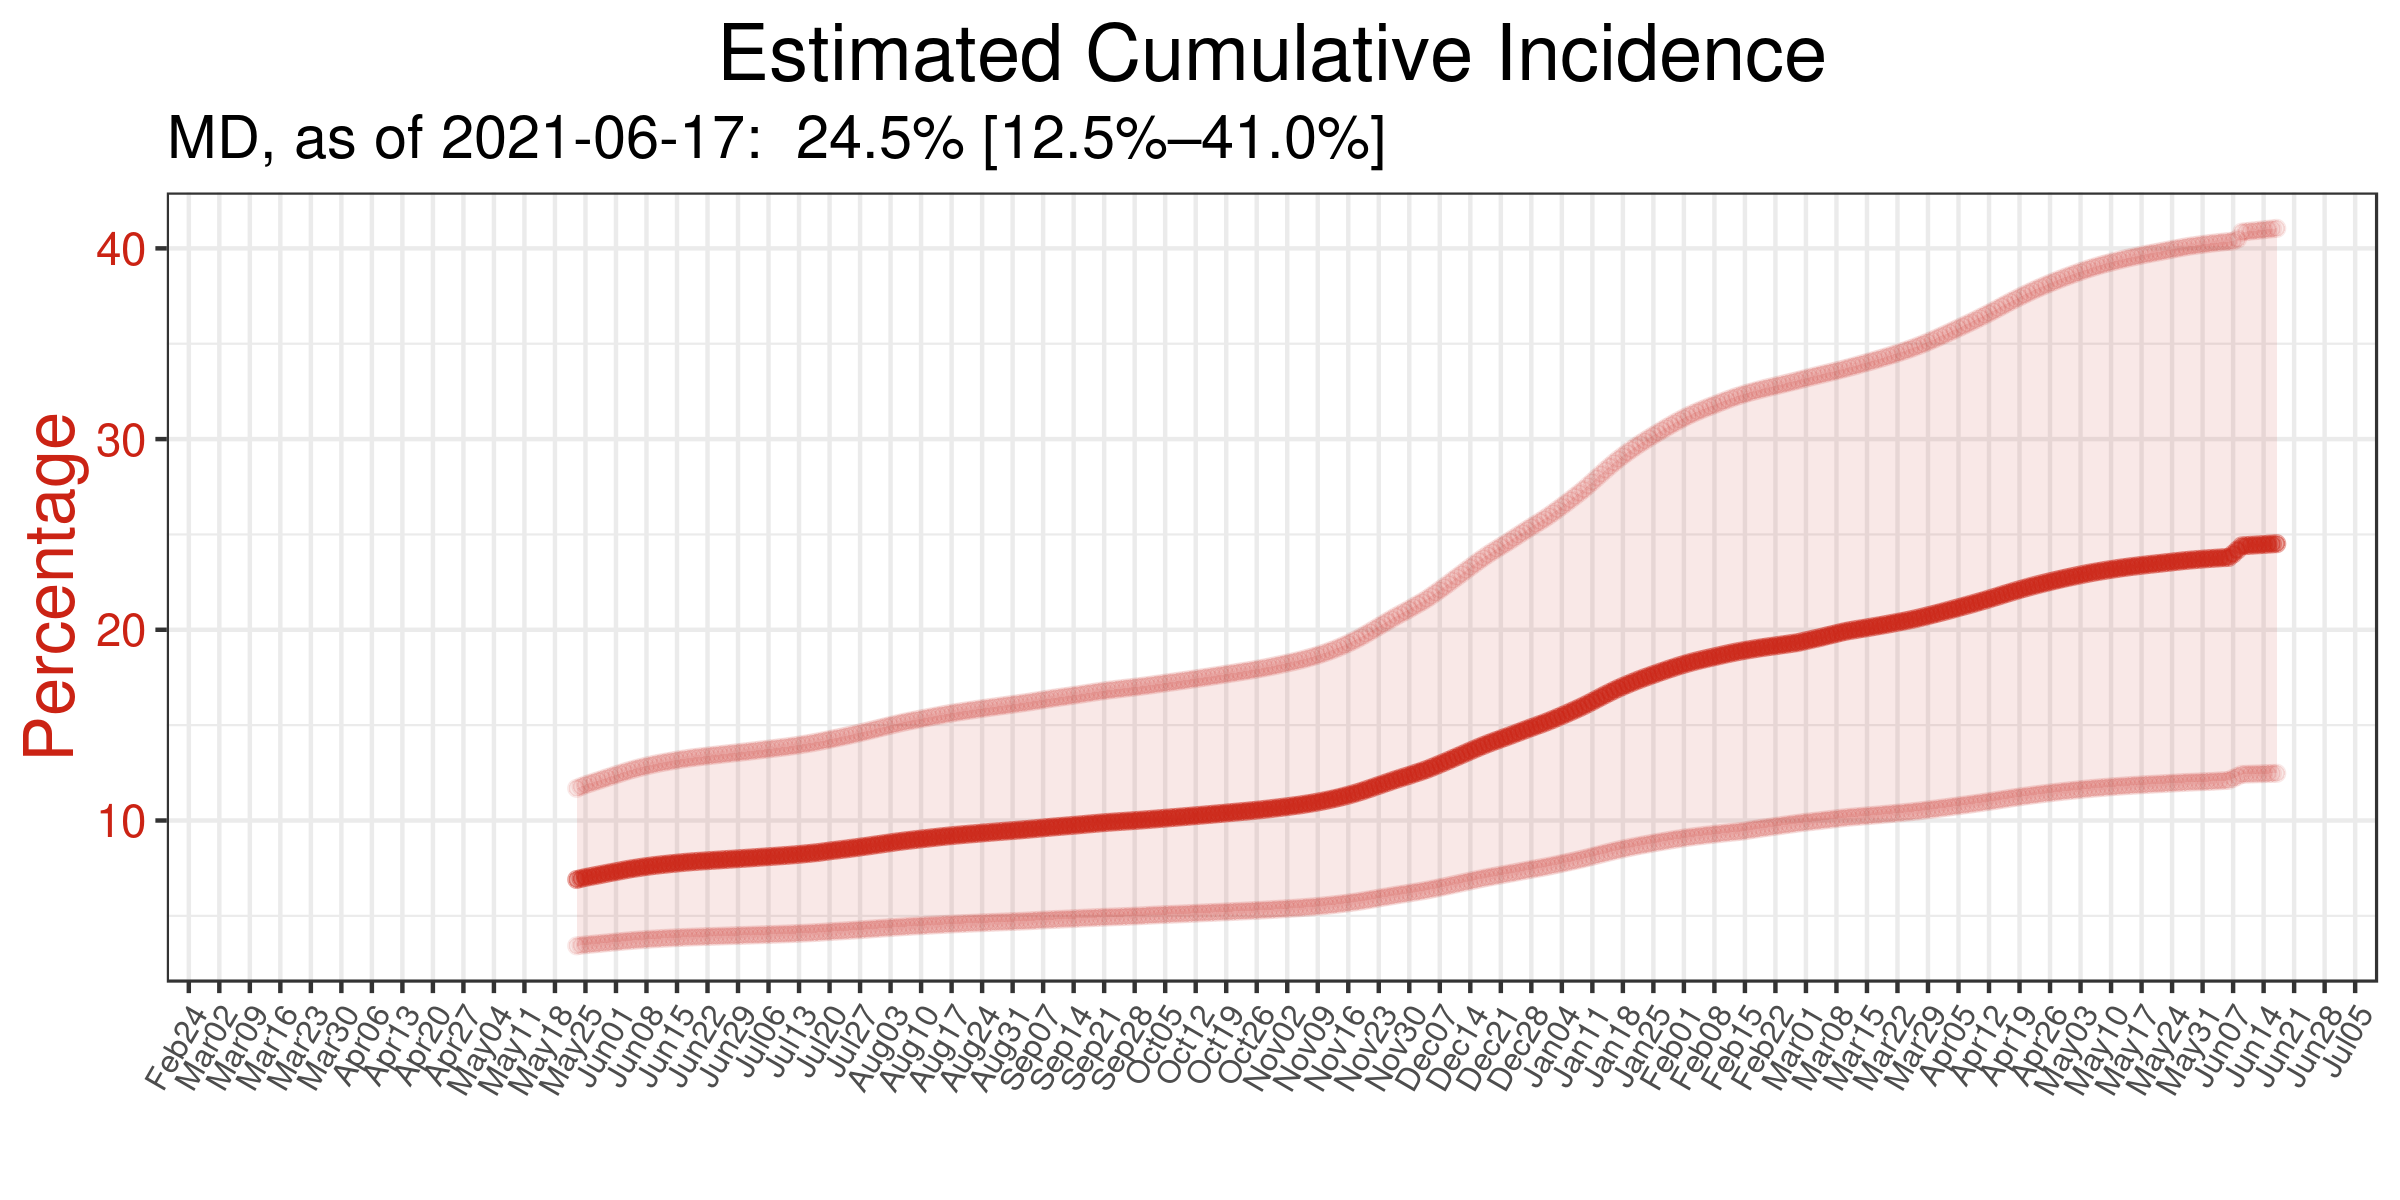 Estimated Cumulative Incidence
MD, as of 2021-06-17:  24.5% [12.5%–41.0%]
Percentage
40
30
20
10
Feb24
Mar02
Mar09
Mar16
Mar23
Mar30
Apr06
Apr13
Apr20
Apr27
May04
May11
May18
May25
Jun01
Jun08
Jun15
Jun22
Jun29
Jul06
Jul13
Jul20
Jul27
Aug03
Aug10
Aug17
Aug24
Aug31
Sep07
Sep14
Sep21
Sep28
Oct05
Oct12
Oct19
Oct26
Nov02
Nov09
Nov16
Nov23
Nov30
Dec07
Dec14
Dec21
Dec28
Jan04
Jan11
Jan18
Jan25
Feb01
Feb08
Feb15
Feb22
Mar01
Mar08
Mar15
Mar22
Mar29
Apr05
Apr12
Apr19
Apr26
May03
May10
May17
May24
May31
Jun07
Jun14
Jun21
Jun28
Jul05